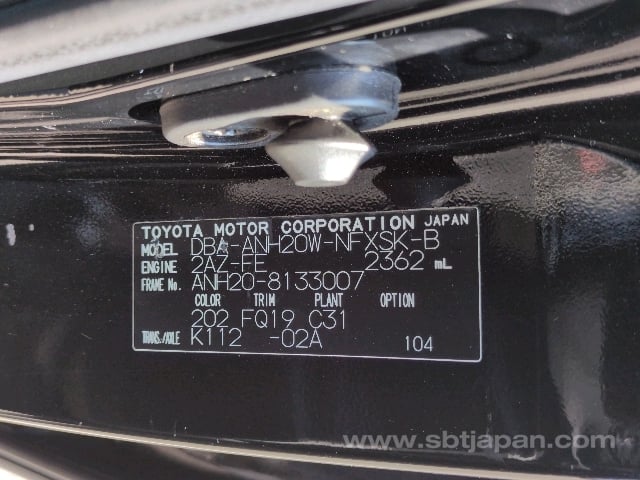 TOYOTA MOTOR CORPORATION JAPAN
MODEL DBA-ANH20W-NFXSK-B
ENGINE 2AZ-FE 2362 mL
FRAME No. ANH20-8133007
COLOR TRIM PLANT OPTION
202 FQ19 C31
TRANS./AXLE K112 -02A 104
www.sbtjapan.com